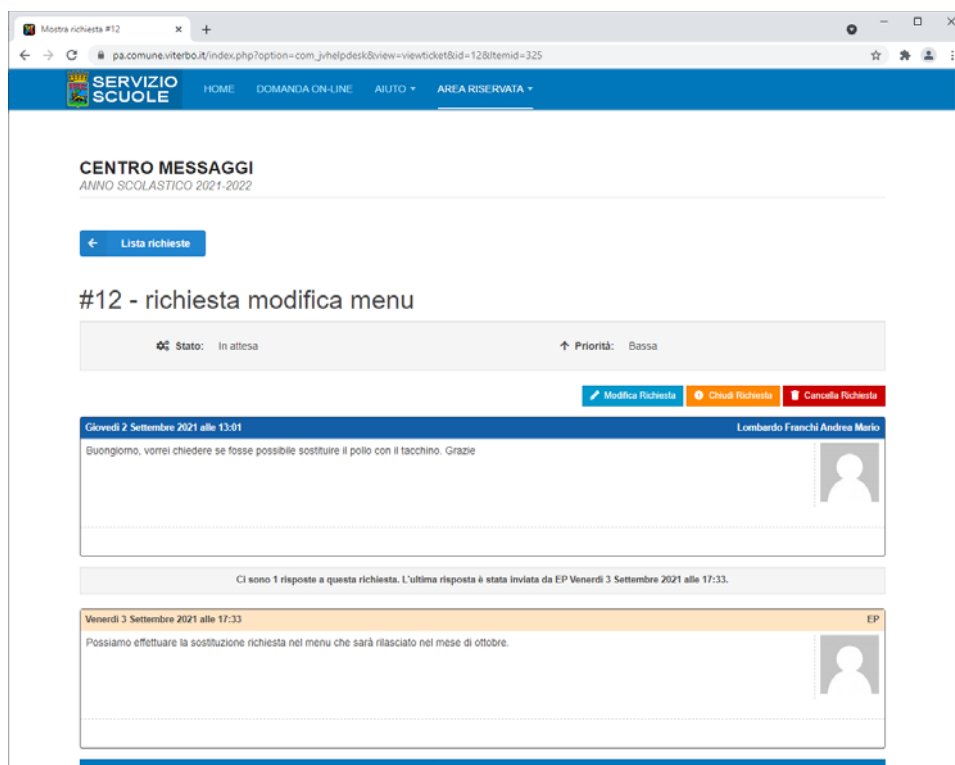 Mostra richiesta #12
pa.comune.viterbo.it/index.php?option=com_jvhelpdesk&view=viewticket&id=12&Itemid=325
SERVIZIO
SCUOLE
HOME DOMANDA ON-LINE AIUTO AREA RISERVATA
CENTRO MESSAGGI
ANNO SCOLASTICO 2021-2022
Lista richieste
#12 - richiesta modifica menu
Stato: In attesa Priorità: Bassa
Modifica Richiesta Chiudi Richiesta Cancella Richiesta
Giovedì 2 Settembre 2021 alle 13:01 Lombardo Franchi Andrea Mario
Buongiorno, vorrei chiedere se fosse possibile sostituire il pollo con il tacchino. Grazie
Ci sono 1 risposte a questa richiesta. L'ultima risposta è stata inviata da EP Venerdì 3 Settembre 2021 alle 17:33.
Venerdì 3 Settembre 2021 alle 17:33 EP
Possiamo effettuare la sostituzione richiesta nel menu che sarà rilasciato nel mese di ottobre.